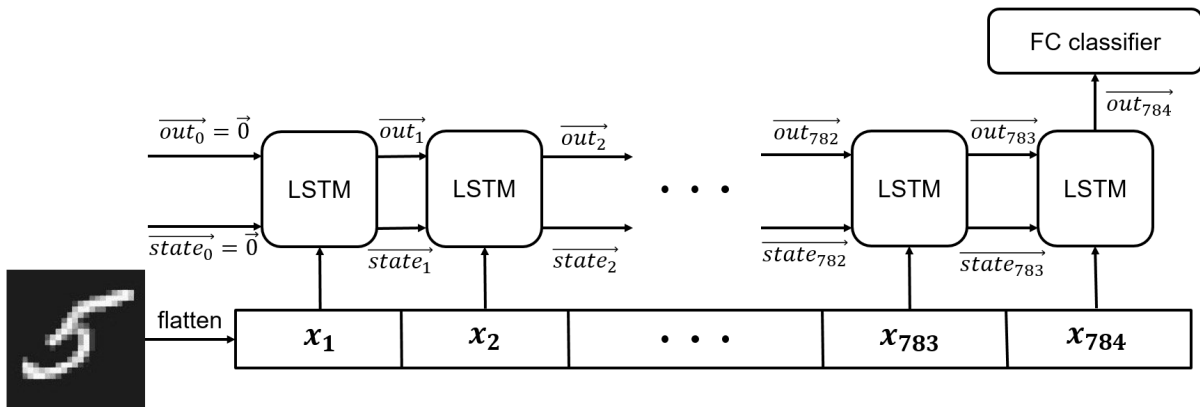 FC classifier
out₀ = 0 out₁ out₂ out₇₈₂ out₇₈₃ out₇₈₄
LSTM LSTM . . . LSTM LSTM
state₀ = 0 state₁ state₂ state₇₈₂ state₇₈₃
flatten x₁ x₂ . . . x₇₈₃ x₇₈₄